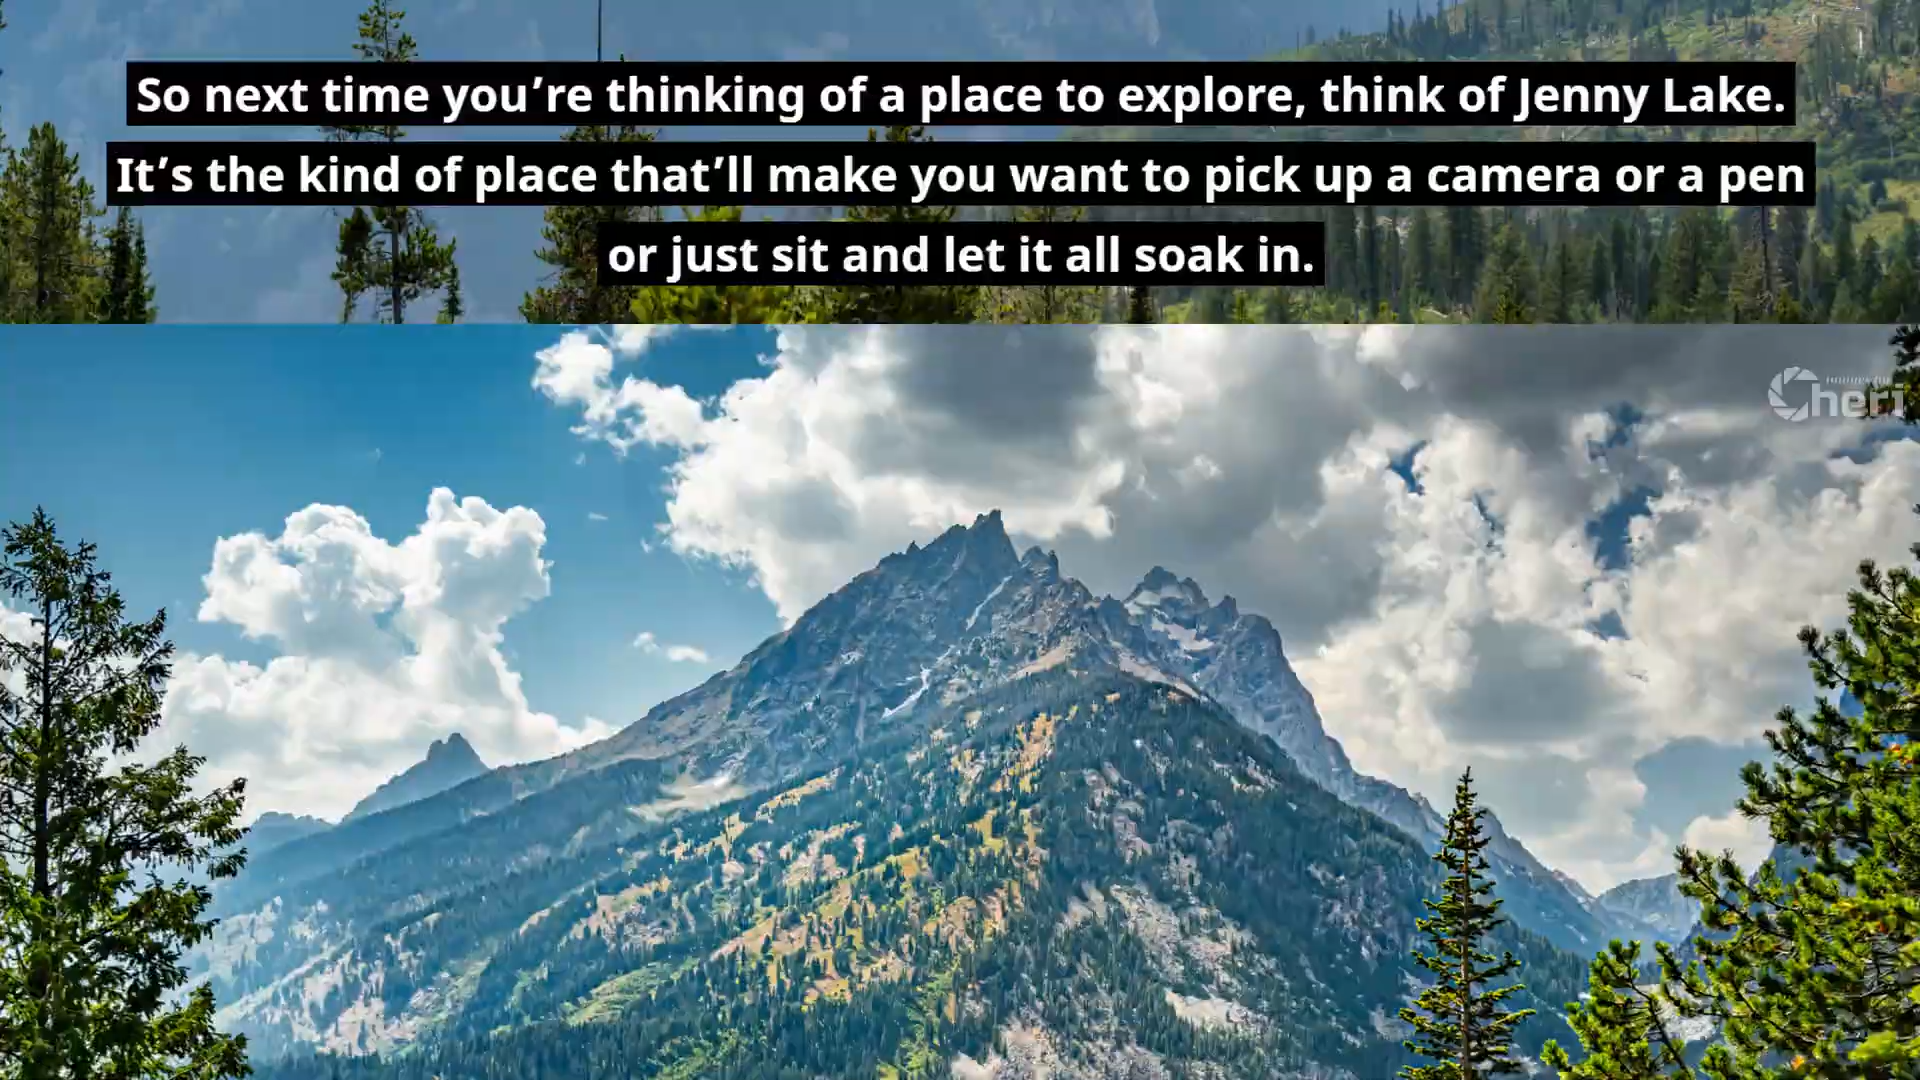 So next time you’re thinking of a place to explore, think of Jenny Lake.
It’s the kind of place that’ll make you want to pick up a camera or a pen
or just sit and let it all soak in.
Cheri